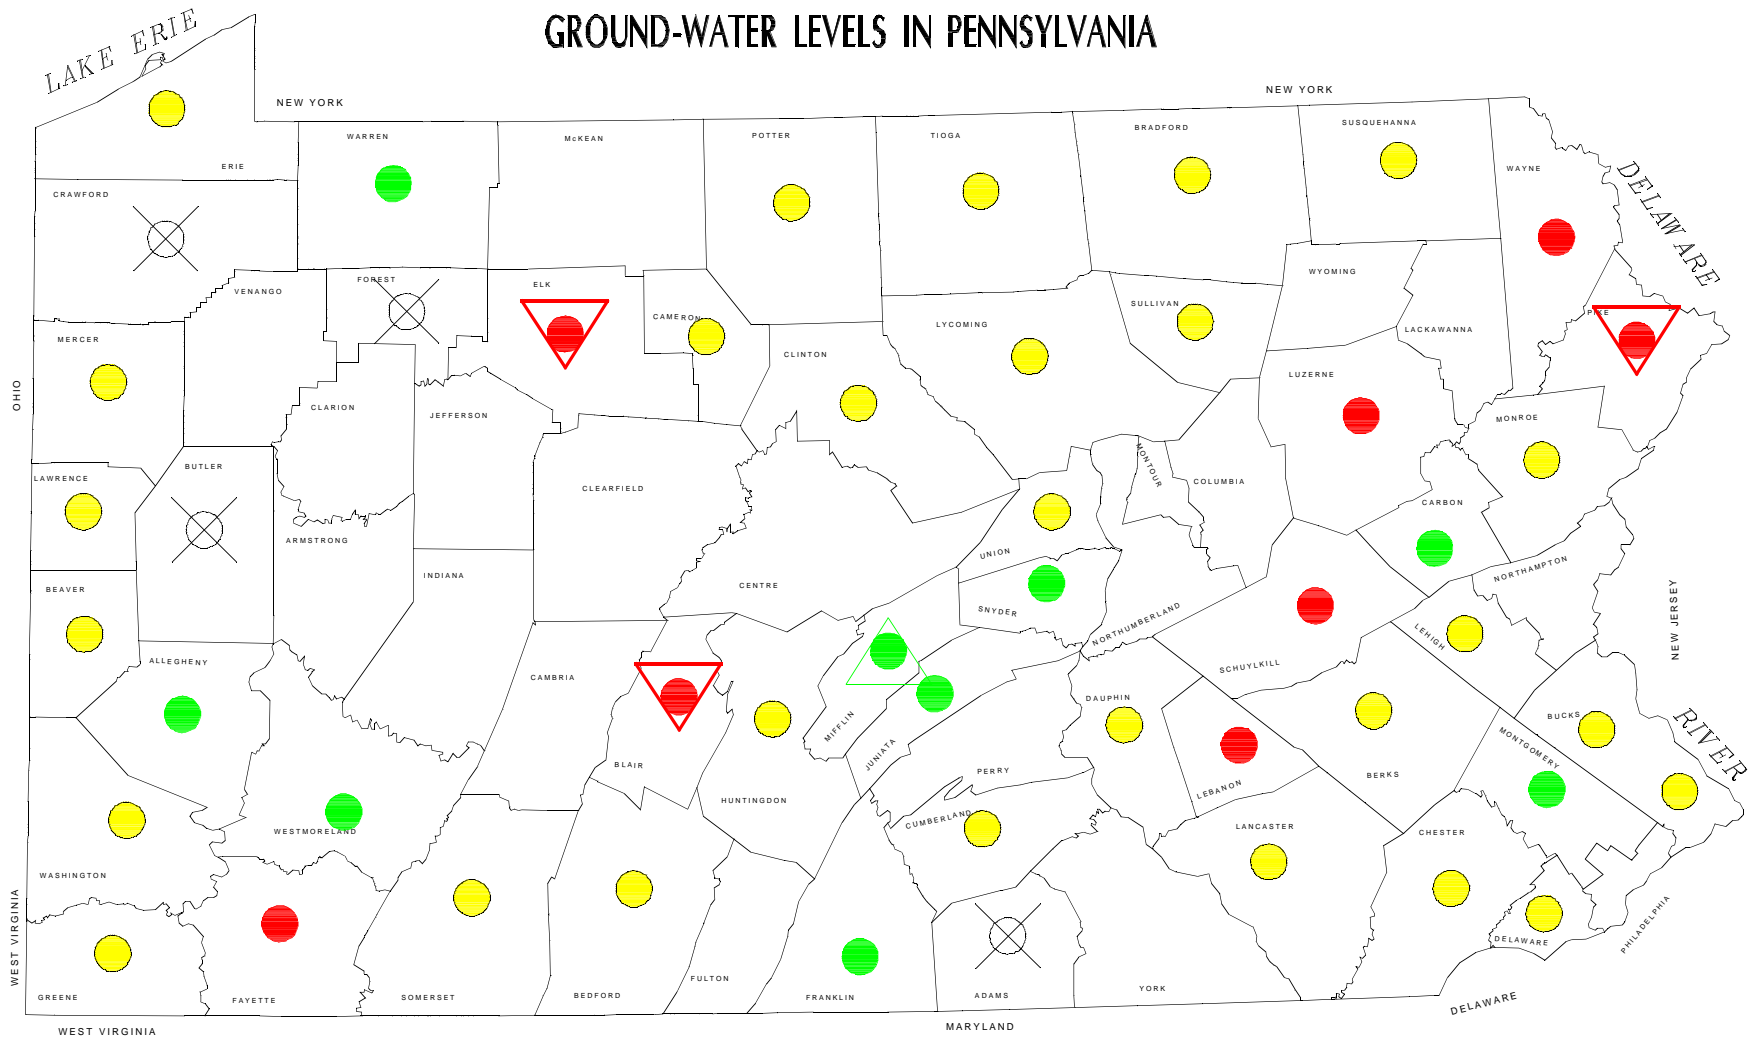 GROUND-WATER LEVELS IN PENNSYLVANIA
LAKE ERIE
NEW YORK
NEW YORK
WARREN
McKEAN
POTTER
TIOGA
BRADFORD
SUSQUEHANNA
ERIE
WAYNE
CRAWFORD
DELAWARE
FOREST
VENANGO
ELK
WYOMING
SULLIVAN
CAMERON
PIKE
LYCOMING
LACKAWANNA
MERCER
CLINTON
LUZERNE
OHIO
CLARION
JEFFERSON
MONROE
BUTLER
LAWRENCE
MONTOUR
COLUMBIA
CLEARFIELD
CARBON
ARMSTRONG
UNION
INDIANA
NORTHAMPTON
CENTRE
BEAVER
SNYDER
NORTHUMBERLAND
NEW JERSEY
LEHIGH
ALLEGHENY
SCHUYLKILL
CAMBRIA
DAUPHIN
MIFFLIN
BUCKS
RIVER
JUNIATA
MONTGOMERY
BLAIR
PERRY
BERKS
LEBANON
HUNTINGDON
CUMBERLAND
LANCASTER
WESTMORELAND
CHESTER
WASHINGTON
PHILADELPHIA
WEST VIRGINIA
DELAWARE
FULTON
YORK
GREENE
FAYETTE
SOMERSET
BEDFORD
FRANKLIN
ADAMS
DELAWARE
WEST VIRGINIA
MARYLAND